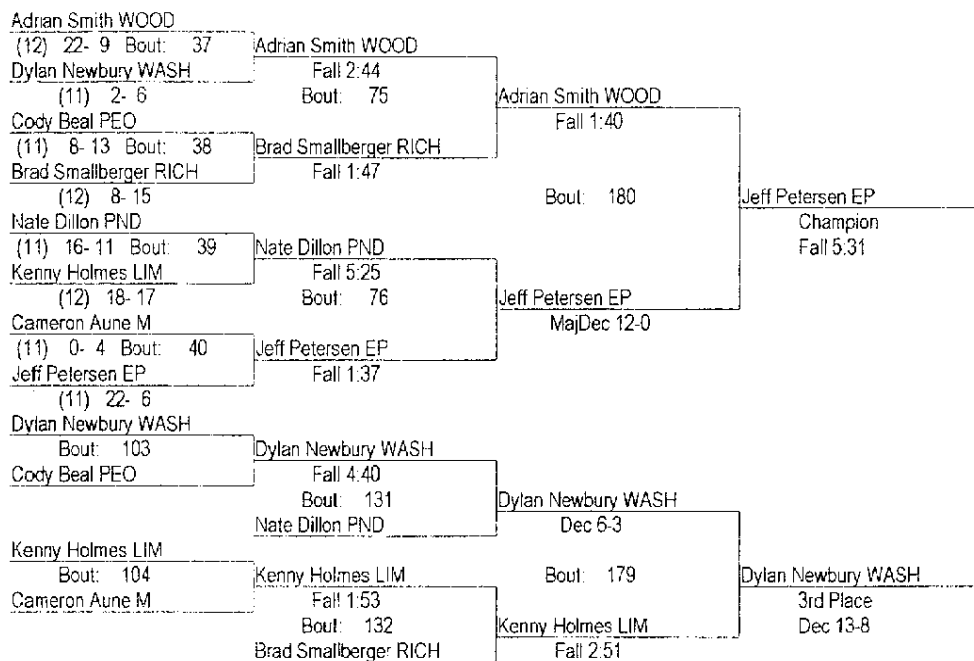 Adrian Smith WOOD
(12) 22- 9 Bout: 37
Dylan Newbury WASH
(11) 2- 6
Cody Beal PEO
(11) 8- 13 Bout: 38
Brad Smallberger RICH
(12) 8- 15
Nate Dillon PND
(11) 16- 11 Bout: 39
Kenny Holmes LIM
(12) 18- 17
Cameron Aune M
(11) 0- 4 Bout: 40
Jeff Petersen EP
(11) 22- 6
Adrian Smith WOOD
Fall 2:44
Bout: 75
Brad Smallberger RICH
Fall 1:47
Nate Dillon PND
Fall 5:25
Bout: 76
Jeff Petersen EP
Fall 1:37
Adrian Smith WOOD
Fall 1:40
Bout: 180
Jeff Petersen EP
MajDec 12-0
Jeff Petersen EP
Champion
Fall 5:31
Dylan Newbury WASH
Bout: 103
Cody Beal PEO
Kenny Holmes LIM
Bout: 104
Cameron Aune M
Dylan Newbury WASH
Fall 4:40
Bout: 131
Nate Dillon PND
Kenny Holmes LIM
Fall 1:53
Bout: 132
Brad Smallberger RICH
Dylan Newbury WASH
Dec 6-3
Bout: 179
Kenny Holmes LIM
Fall 2:51
Dylan Newbury WASH
3rd Place
Dec 13-8